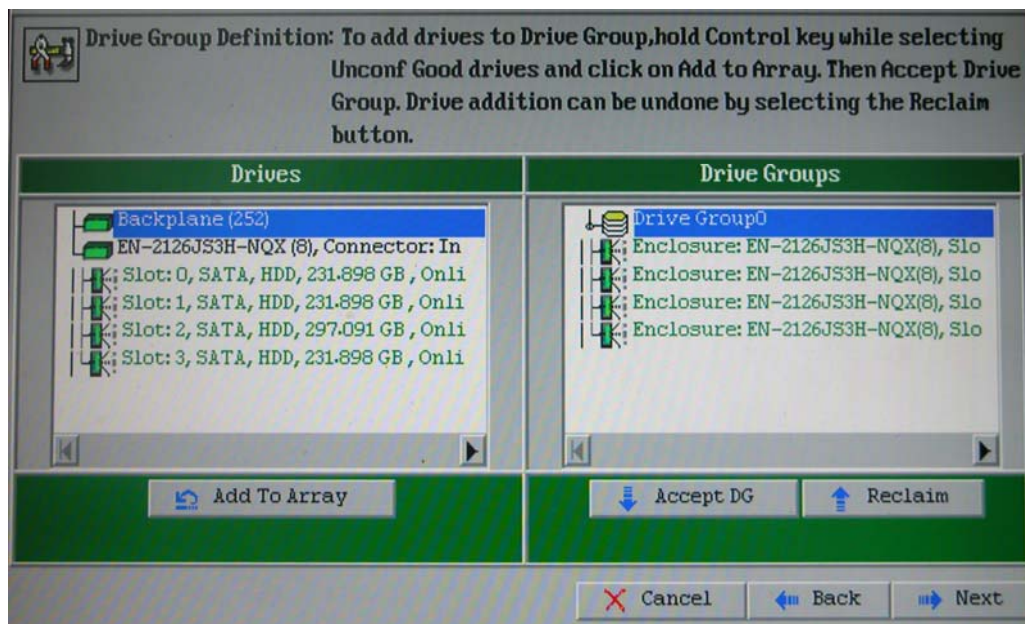 Drive Group Definition: To add drives to Drive Group,hold Control key while selecting
Unconf Good drives and click on Add to Array. Then Accept Drive
Group. Drive addition can be undone by selecting the Reclaim
button.
Drives
Backplane (252)
EN-2126JS3H-NQX (8), Connector: In
Slot: 0, SATA, HDD, 231.898 GB , Onli
Slot: 1, SATA, HDD, 231.898 GB , Onli
Slot: 2, SATA, HDD, 297.091 GB , Onli
Slot: 3, SATA, HDD, 231.898 GB , Onli
Add To Array
Drive Groups
Drive Group0
Enclosure: EN-2126JS3H-NQX(8), Slo
Enclosure: EN-2126JS3H-NQX(8), Slo
Enclosure: EN-2126JS3H-NQX(8), Slo
Enclosure: EN-2126JS3H-NQX(8), Slo
Accept DG
Reclaim
Cancel
Back
Next